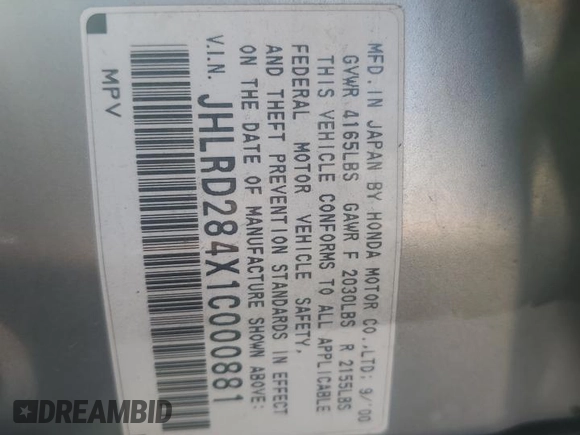 MFD. IN JAPAN BY HONDA MOTOR CO.,LTD; 9/'00
GVWR 4165LBS GAWR F 2030LBS R 2155LBS
THIS VEHICLE CONFORMS TO ALL APPLICABLE
FEDERAL MOTOR VEHICLE SAFETY,
AND THEFT PREVENTION STANDARDS IN EFFECT
ON THE DATE OF MANUFACTURE SHOWN ABOVE:
V.I.N. JHLRD284X1C000881
MPV
DREAMBID